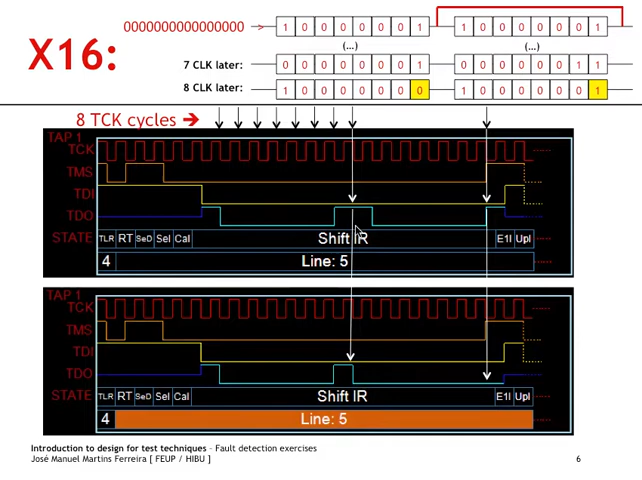 X16:
0000000000000000 > 1 0 0 0 0 0 0 1 1 0 0 0 0 0 0 1
(...) (...)
7 CLK later: 0 0 0 0 0 0 0 1 0 0 0 0 0 0 1 1
8 CLK later: 1 0 0 0 0 0 0 0 1 0 0 0 0 0 0 1
8 TCK cycles ➔
TAP 1
TCK
TMS
TDI
TDO
STATE TLR RT SeD Sel Cal Shift IR E1I UpI
4 Line: 5
TAP 1
TCK
TMS
TDI
TDO
STATE TLR RT SeD Sel Cal Shift IR E1I UpI
4 Line: 5
Introduction to design for test techniques – Fault detection exercises
José Manuel Martins Ferreira [ FEUP / HIBU ] 6